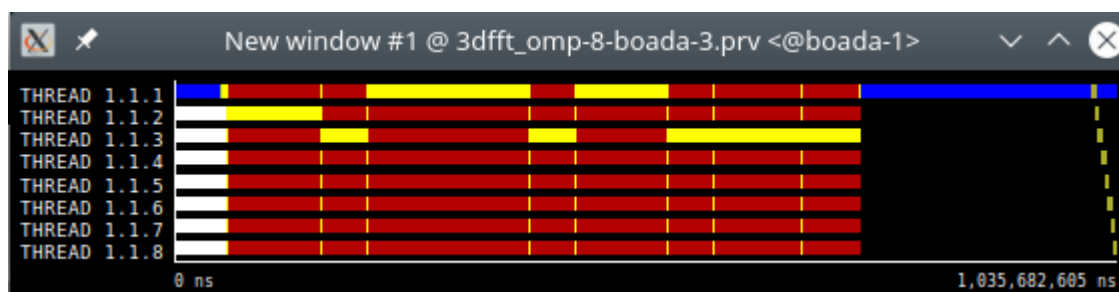 New window #1 @ 3dfft_omp-8-boada-3.prv <@boada-1>
THREAD 1.1.1
THREAD 1.1.2
THREAD 1.1.3
THREAD 1.1.4
THREAD 1.1.5
THREAD 1.1.6
THREAD 1.1.7
THREAD 1.1.8
0 ns 1,035,682,605 ns